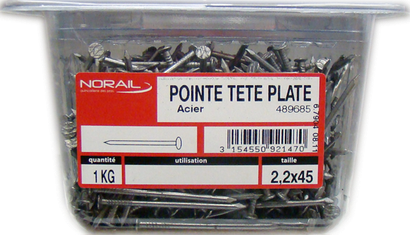 NORAIL
POINTE TETE PLATE
Acier
489685
3 154550 921470
quantité utilisation taille
1 KG 2,2x45